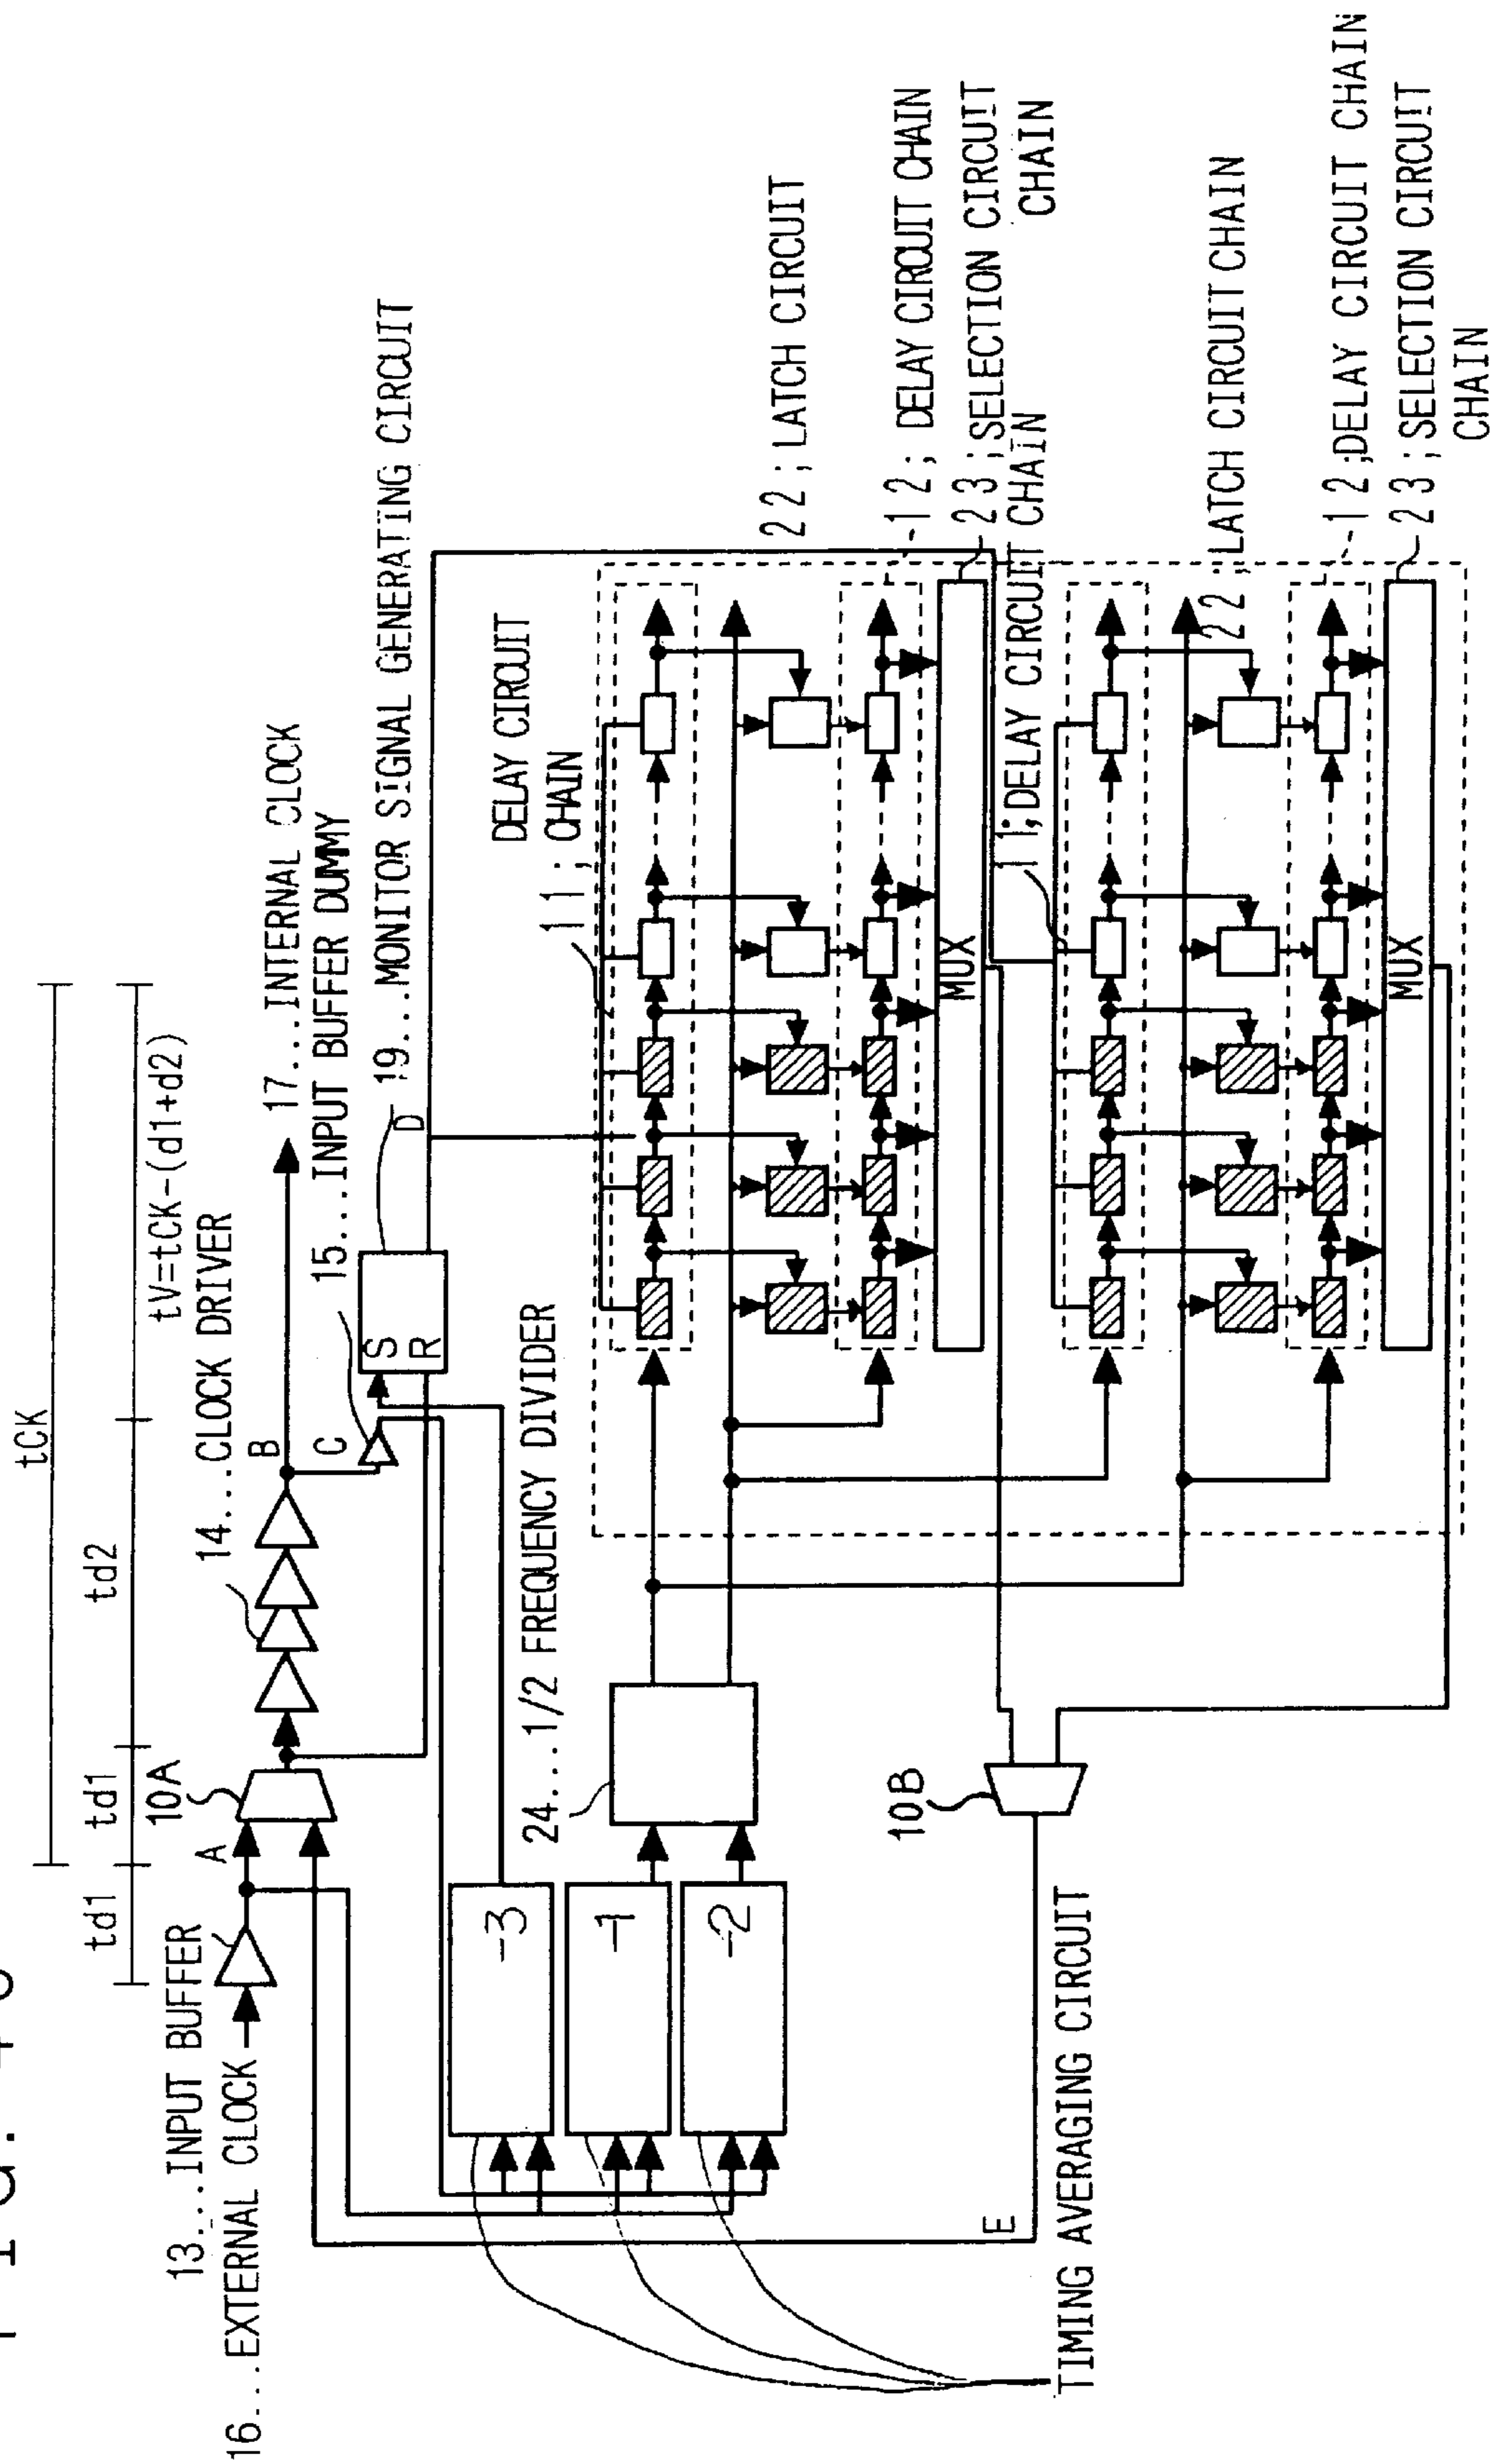 tCK
td1
td1
td2
tV=tCK-(d1+d2)
13...INPUT BUFFER
16...EXTERNAL CLOCK
A
10A
14...CLOCK DRIVER
B
C
17...INTERNAL CLOCK
15...INPUT BUFFER DUMMY
S
R
D
19...MONITOR SIGNAL GENERATING CIRCUIT
-3
-1
-2
24...1/2 FREQUENCY DIVIDER
DELAY CIRCUIT
11; CHAIN
22; LATCH CIRCUIT
12; DELAY CIRCUIT CHAIN
MUX
23;SELECTION CIRCUIT
CHAIN
11;DELAY CIRCUIT CHAIN
22;LATCH CIRCUIT CHAIN
12;DELAY CIRCUIT CHAIN
MUX
23;SELECTION CIRCUIT
CHAIN
10B
E
TIMING AVERAGING CIRCUIT